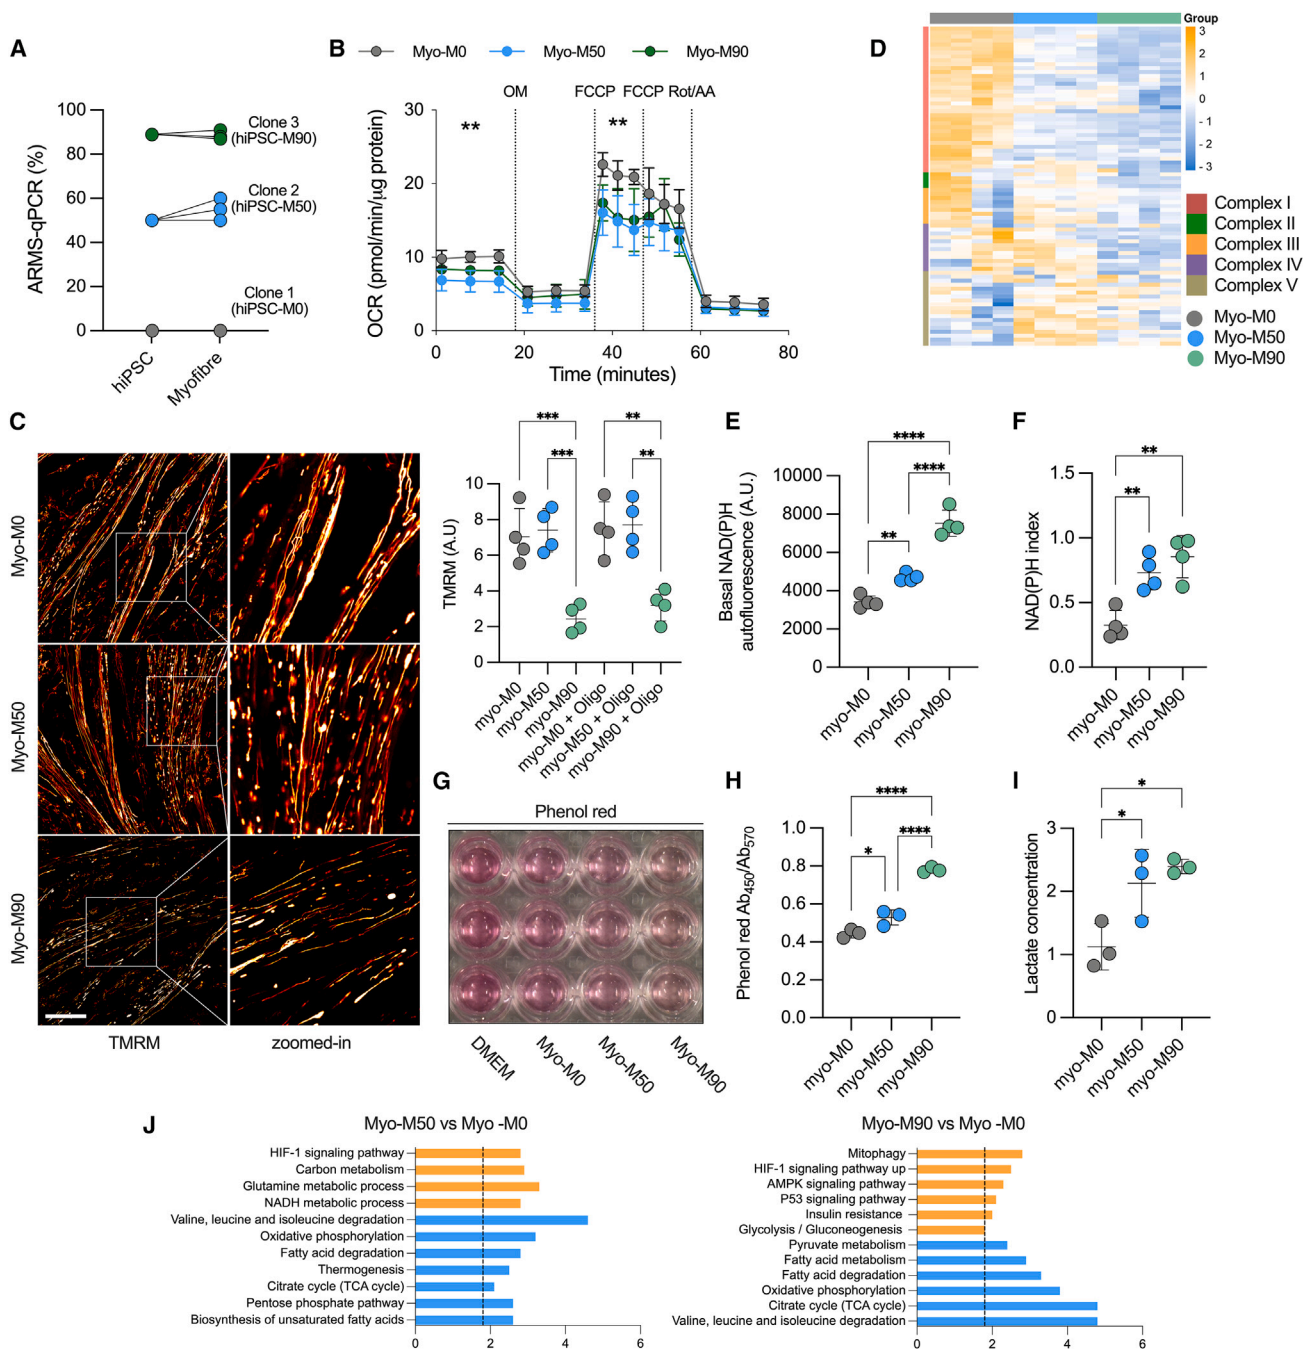 A
ARMS-qPCR (%)
100
80
60
40
20
0
Clone 3
(hiPSC-M90)
Clone 2
(hiPSC-M50)
Clone 1
(hiPSC-M0)
hiPSC
Myofibre
B
Myo-M0
Myo-M50
Myo-M90
OM
FCCP
FCCP
Rot/AA
OCR (pmol/min/μg protein)
30
20
10
0
**
**
0
20
40
60
80
Time (minutes)
D
Group
3
2
1
0
- 1
- 2
- 3
Complex I
Complex II
Complex III
Complex IV
Complex V
Myo-M0
Myo-M50
Myo-M90
C
Myo-M0
Myo-M50
Myo-M90
TMRM
zoomed-in
TMRM (A.U)
10
8
6
4
2
0
***
***
**
**
myo-M0
myo-M50
myo-M90
myo-M0 + Oligo
myo-M50 + Oligo
myo-M90 + Oligo
E
Basal NAD(P)H
autofluorescence (A.U.)
10000
8000
6000
4000
2000
0
****
****
**
myo-M0
myo-M50
myo-M90
F
NAD(P)H index
1.5
1.0
0.5
0.0
**
**
myo-M0
myo-M50
myo-M90
G
Phenol red
DMEM
Myo-M0
Myo-M50
Myo-M90
H
Phenol red Ab450/Ab570
1.0
0.8
0.6
0.4
0.2
0.0
****
****
*
myo-M0
myo-M50
myo-M90
I
Lactate concentration
3
2
1
0
*
*
myo-M0
myo-M50
myo-M90
J
Myo-M50 vs Myo -M0
HIF-1 signaling pathway
Carbon metabolism
Glutamine metabolic process
NADH metabolic process
Valine, leucine and isoleucine degradation
Oxidative phosphorylation
Fatty acid degradation
Thermogenesis
Citrate cycle (TCA cycle)
Pentose phosphate pathway
Biosynthesis of unsaturated fatty acids
0
2
4
6
Myo-M90 vs Myo -M0
Mitophagy
HIF-1 signaling pathway up
AMPK signaling pathway
P53 signaling pathway
Insulin resistance
Glycolysis / Gluconeogenesis
Pyruvate metabolism
Fatty acid metabolism
Fatty acid degradation
Oxidative phosphorylation
Citrate cycle (TCA cycle)
Valine, leucine and isoleucine degradation
0
2
4
6